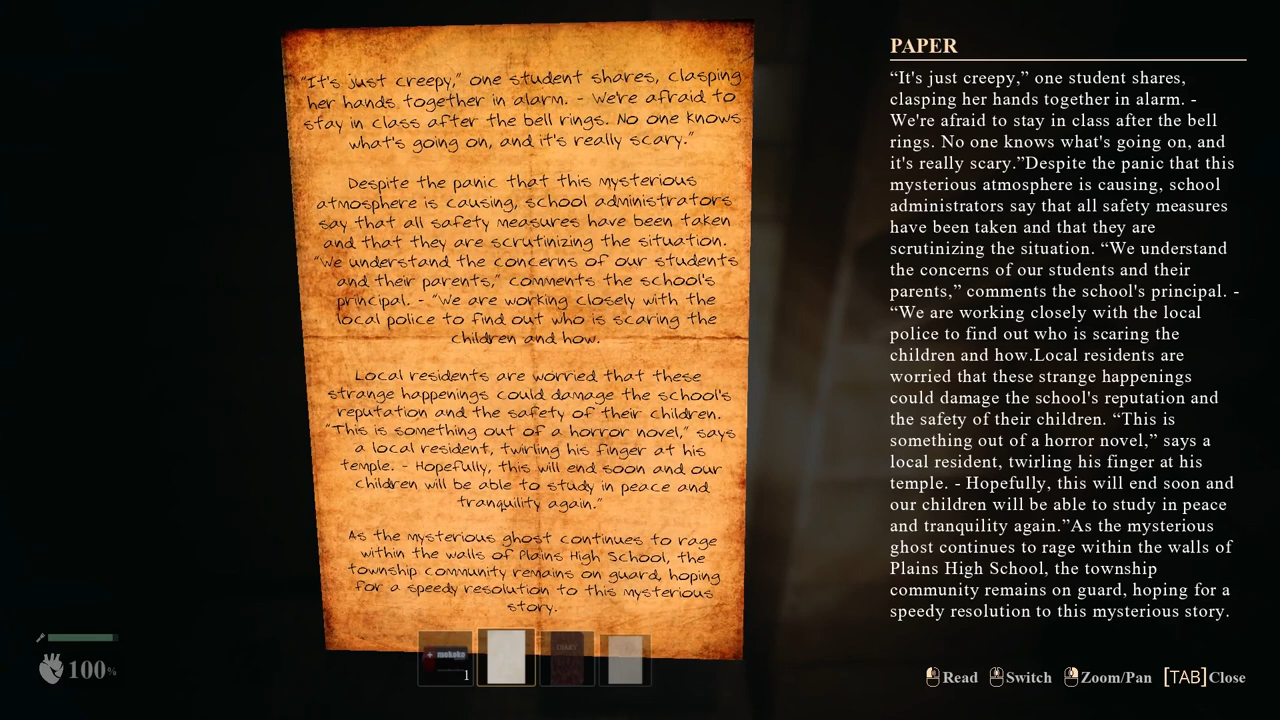 "It's just creepy," one student shares, clasping
her hands together in alarm. - We're afraid to
stay in class after the bell rings. No one knows
what's going on, and it's really scary."
Despite the panic that this mysterious
atmosphere is causing, school administrators
say that all safety measures have been taken
and that they are scrutinizing the situation.
"We understand the concerns of our students
and their parents," comments the school's
principal. - "We are working closely with the
local police to find out who is scaring the
children and how.
Local residents are worried that these
strange happenings could damage the school's
reputation and the safety of their children.
"This is something out of a horror novel," says
a local resident, twirling his finger at his
temple. - Hopefully, this will end soon and our
children will be able to study in peace and
tranquility again."
As the mysterious ghost continues to rage
within the walls of Plains High School, the
township community remains on guard, hoping
for a speedy resolution to this mysterious
story.
PAPER
“It's just creepy,” one student shares,
clasping her hands together in alarm. -
We're afraid to stay in class after the bell
rings. No one knows what's going on, and
it's really scary.”Despite the panic that this
mysterious atmosphere is causing, school
administrators say that all safety measures
have been taken and that they are
scrutinizing the situation. “We understand
the concerns of our students and their
parents,” comments the school's principal. -
“We are working closely with the local
police to find out who is scaring the
children and how.Local residents are
worried that these strange happenings
could damage the school's reputation and
the safety of their children. “This is
something out of a horror novel,” says a
local resident, twirling his finger at his
temple. - Hopefully, this will end soon and
our children will be able to study in peace
and tranquility again.”As the mysterious
ghost continues to rage within the walls of
Plains High School, the township
community remains on guard, hoping for a
speedy resolution to this mysterious story.
100%
1
DIARY
Read Switch Zoom/Pan [TAB] Close